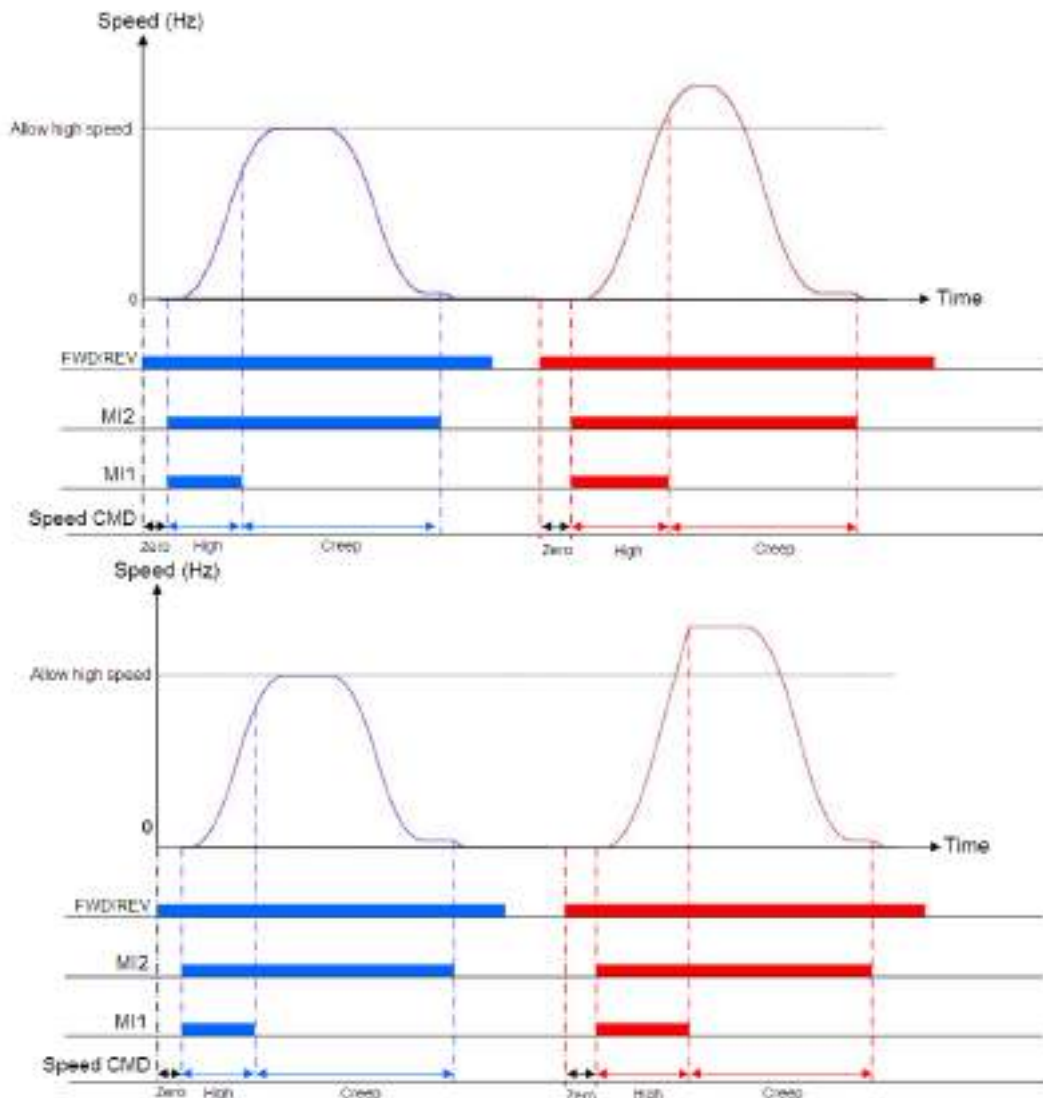 Speed (Hz)
Allow high speed
0
Time
FWD/REV
MI2
MI1
Speed CMD
Zero High Creep Zero High Creep
Speed (Hz)
Allow high speed
0
Time
FWD/REV
MI2
MI1
Speed CMD
Zero High Creep Zero High Creep